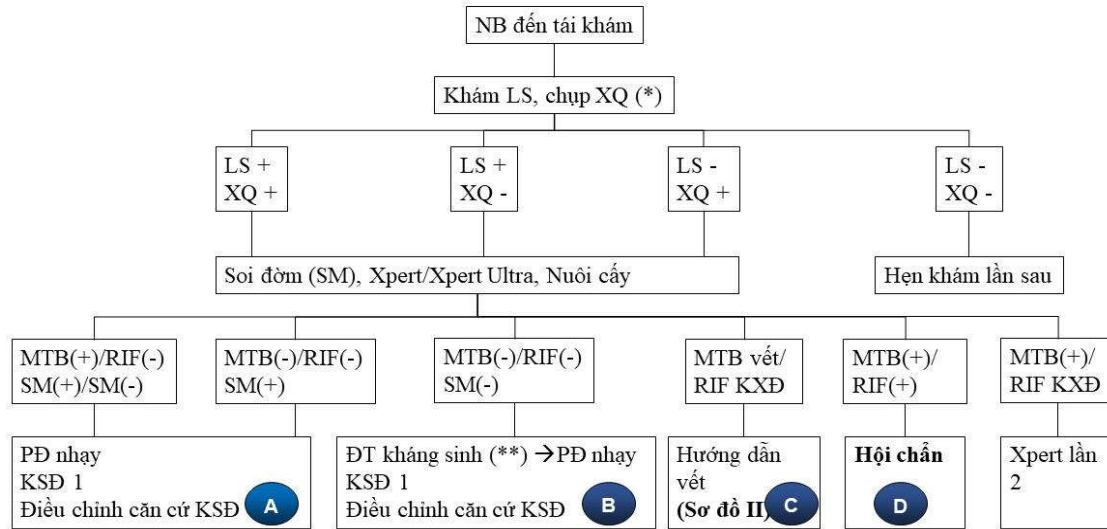 NB đến tái khám
Khám LS, chụp XQ (*)
LS +
XQ +
LS +
XQ -
LS -
XQ +
LS -
XQ -
Soi đờm (SM), Xpert/Xpert Ultra, Nuôi cấy
Hẹn khám lần sau
MTB(+)/RIF(-)
SM(+)/SM(-)
MTB(-)/RIF(-)
SM(+)
MTB(-)/RIF(-)
SM(-)
MTB vết/
RIF KXĐ
MTB(+)/
RIF(+)
MTB(+)/
RIF KXĐ
PĐ nhạy
KSĐ 1
Điều chỉnh căn cứ KSĐ
A
ĐT kháng sinh (**) →PĐ nhạy
KSĐ 1
Điều chỉnh căn cứ KSĐ
B
Hướng dẫn
vết
(Sơ đồ II)
C
Hội chẩn
D
Xpert lần
2